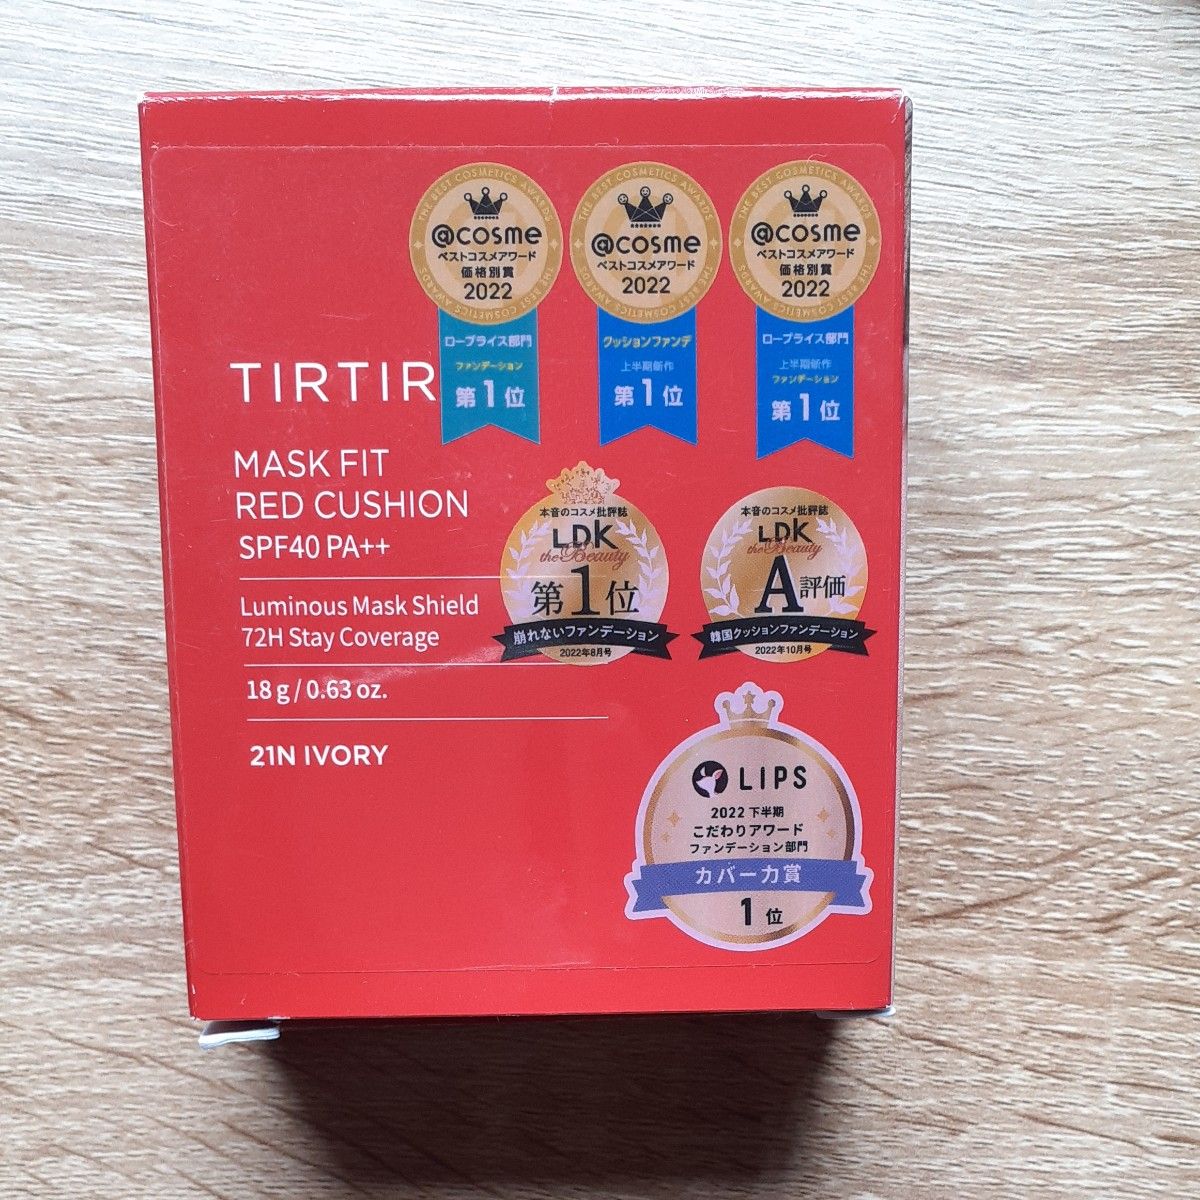 THE BEST COSMETICS AWARDS
@cosme
ベストコスメアワード
価格別賞
2022
THE BEST COSMETICS AWARDS
ロープライス部門
ファンデーション
第1位
THE BEST COSMETICS AWARDS
@cosme
ベストコスメアワード
2022
THE BEST COSMETICS AWARDS
クッションファンデ
上半期新作
第1位
THE BEST COSMETICS AWARDS
@cosme
ベストコスメアワード
価格別賞
2022
THE BEST COSMETICS AWARDS
ロープライス部門
上半期新作
ファンデーション
第1位
TIRTIR
MASK FIT
RED CUSHION
SPF40 PA++
Luminous Mask Shield
72H Stay Coverage
18 g / 0.63 oz.
21N IVORY
本音のコスメ批評誌
LDK
the Beauty
第1位
崩れないファンデーション
2022年8月号
本音のコスメ批評誌
LDK
the Beauty
A評価
韓国クッションファンデーション
2022年10月号
LIPS
2022 下半期
こだわりアワード
ファンデーション部門
カバー力賞
1位